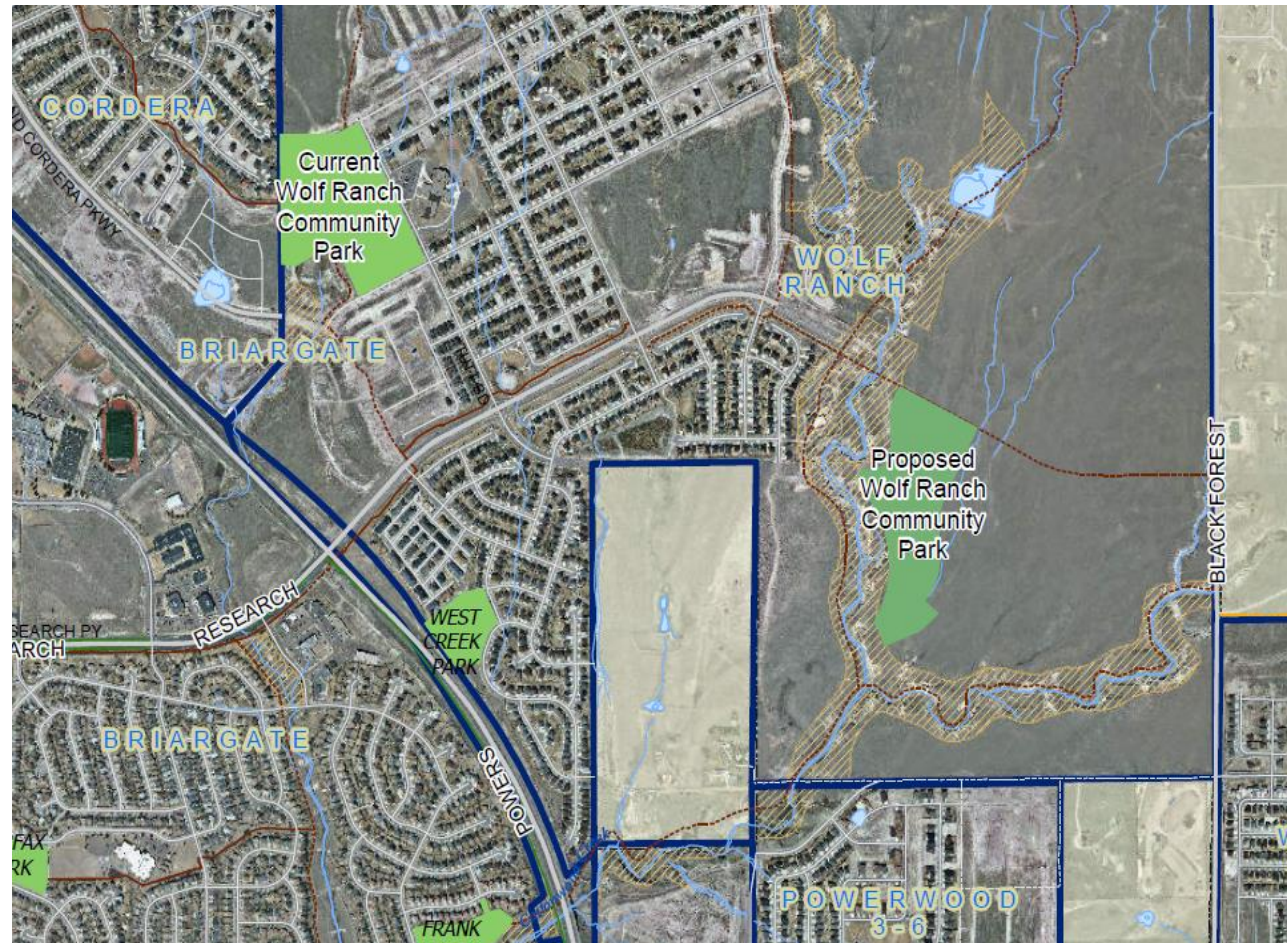 CORDERA
ND CORDERA PKWY
Current
Wolf Ranch
Community
Park
WOLF
RANCH
BRIARGATE
Proposed
Wolf Ranch
Community
Park
BLACK FOREST
RESEARCH
SEARCH PY
ARCH
WEST
CREEK
PARK
BRIARGATE
POWERS
FAX
RK
FRANK
POWERWOOD
3 - 6